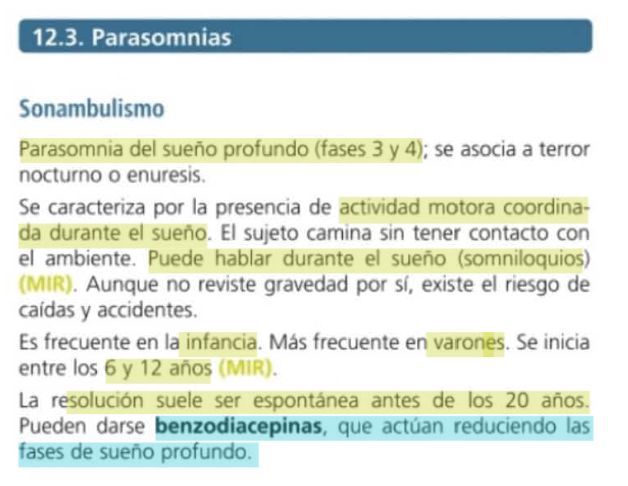 12.3. Parasomnias
Sonambulismo
Parasomnia del sueño profundo (fases 3 y 4); se asocia a terror
nocturno o enuresis.
Se caracteriza por la presencia de actividad motora coordina-
da durante el sueño. El sujeto camina sin tener contacto con
el ambiente. Puede hablar durante el sueño (somniloquios)
(MIR). Aunque no reviste gravedad por sí, existe el riesgo de
caídas y accidentes.
Es frecuente en la infancia. Más frecuente en varones. Se inicia
entre los 6 y 12 años (MIR).
La resolución suele ser espontánea antes de los 20 años.
Pueden darse benzodiacepinas, que actúan reduciendo las
fases de sueño profundo.